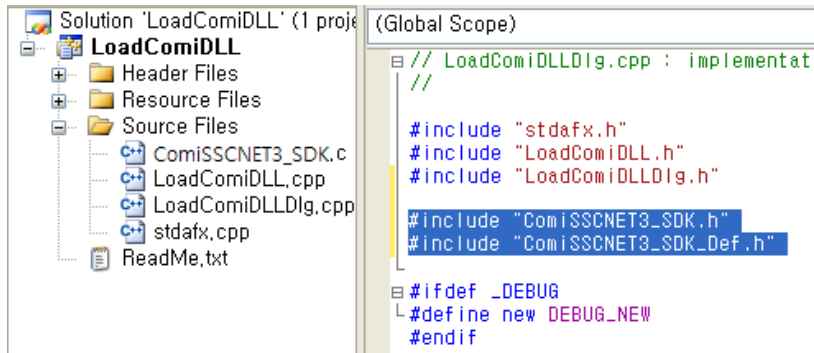 Solution 'LoadComiDLL' (1 proje
LoadComiDLL
Header Files
Resource Files
Source Files
ComiSSCNET3_SDK.c
LoadComiDLL.cpp
LoadComiDLLDlg.cpp
stdafx.cpp
ReadMe.txt
(Global Scope)
// LoadComiDLLDlg.cpp : implementat
//
#include "stdafx.h"
#include "LoadComiDLL.h"
#include "LoadComiDLLDlg.h"
#include "ComiSSCNET3_SDK.h"
#include "ComiSSCNET3_SDK_Def.h"
#ifdef _DEBUG
#define new DEBUG_NEW
#endif